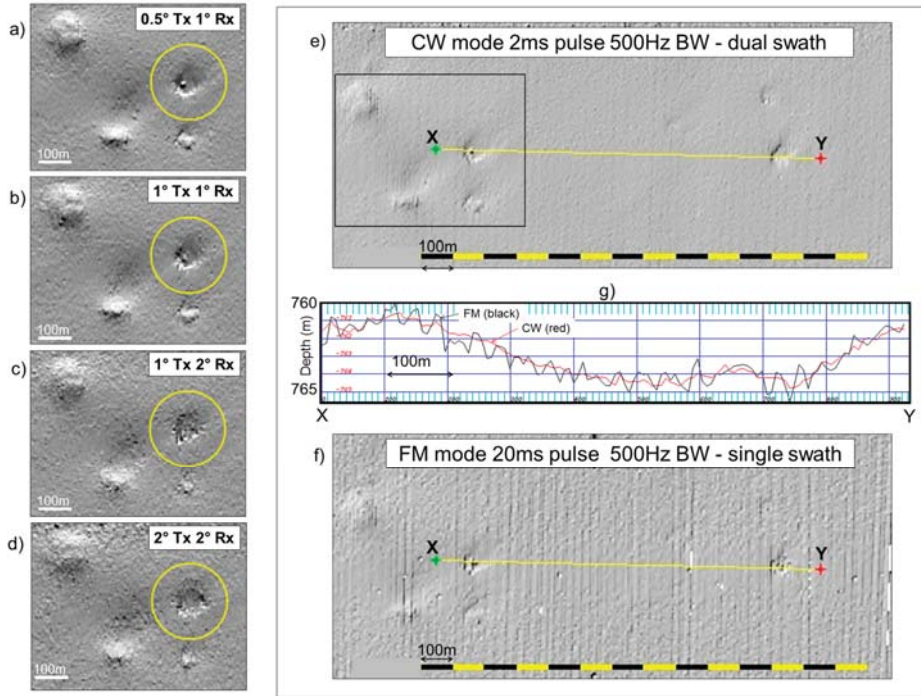 a)
0.5° Tx 1° Rx
100m
b)
1° Tx 1° Rx
100m
c)
1° Tx 2° Rx
100m
d)
2° Tx 2° Rx
100m
e)
CW mode 2ms pulse 500Hz BW - dual swath
X
Y
100m
g)
760
Depth (m)
765
FM (black)
CW (red)
100m
X
Y
f)
FM mode 20ms pulse 500Hz BW - single swath
X
Y
100m